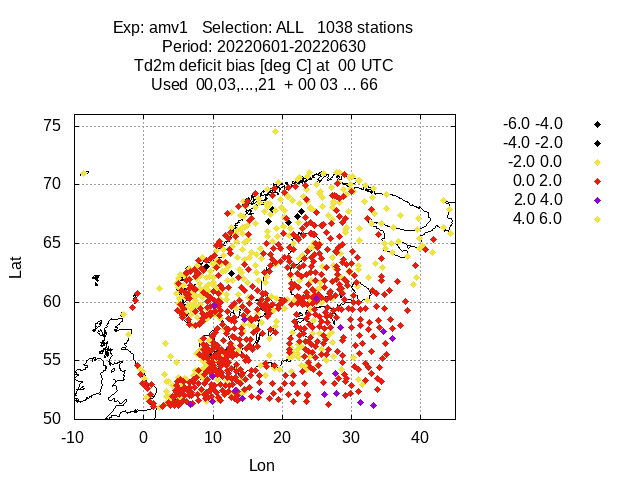 Exp: amv1   Selection: ALL   1038 stations
Period: 20220601-20220630
Td2m deficit bias [deg C] at  00 UTC
Used  00,03,...,21  + 00 03 ... 66
-6.0 -4.0
-4.0 -2.0
-2.0 0.0
0.0 2.0
2.0 4.0
4.0 6.0
75
70
65
60
55
50
Lat
-10 0 10 20 30 40
Lon